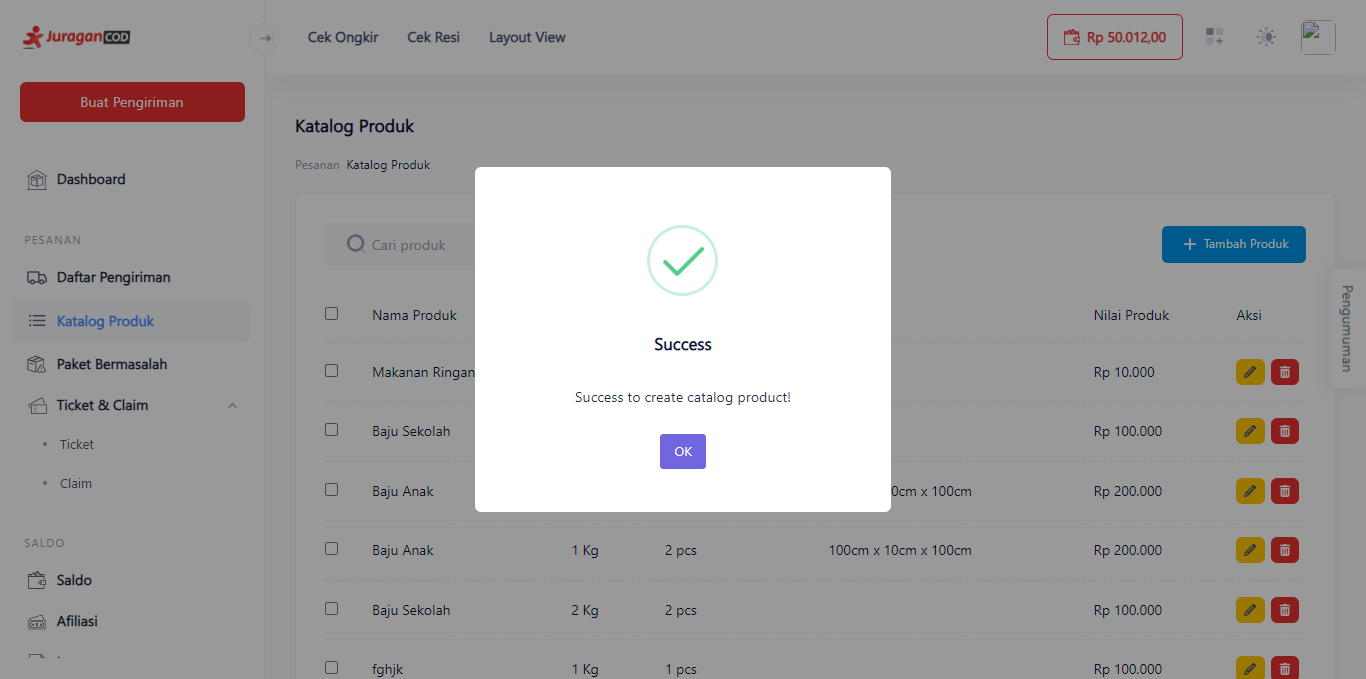 JuraganCOD
Cek Ongkir
Cek Resi
Layout View
Rp 50.012,00
Buat Pengiriman
Dashboard
PESANAN
Daftar Pengiriman
Katalog Produk
Paket Bermasalah
Ticket & Claim
Ticket
Claim
SALDO
Saldo
Afiliasi
Katalog Produk
Pesanan Katalog Produk
Cari produk
Tambah Produk
Nama Produk Nilai Produk Aksi
Makanan Ringan Rp 10.000
Baju Sekolah Rp 100.000
Baju Anak 0cm x 100cm Rp 200.000
Baju Anak 1 Kg 2 pcs 100cm x 10cm x 100cm Rp 200.000
Baju Sekolah 2 Kg 2 pcs Rp 100.000
fghjk 1 Kg 1 pcs Rp 100.000
Success
Success to create catalog product!
OK
Pengumuman